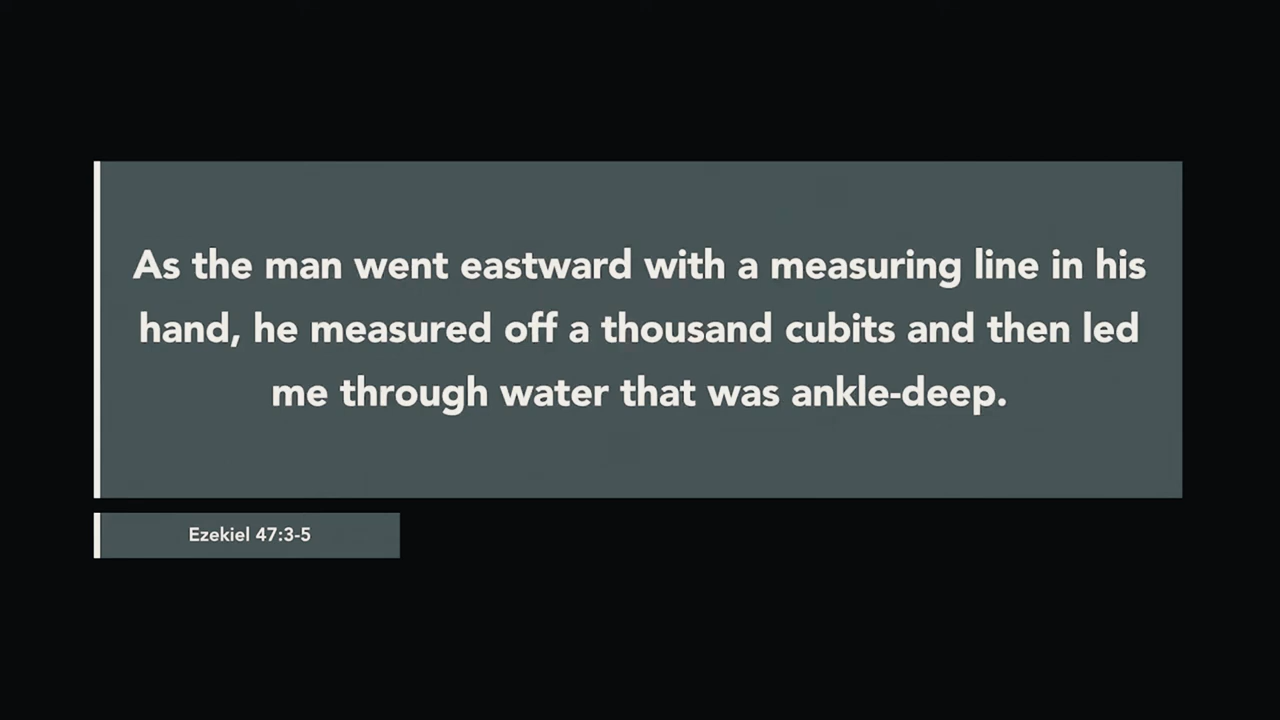 As the man went eastward with a measuring line in his
hand, he measured off a thousand cubits and then led
me through water that was ankle-deep.
Ezekiel 47:3-5